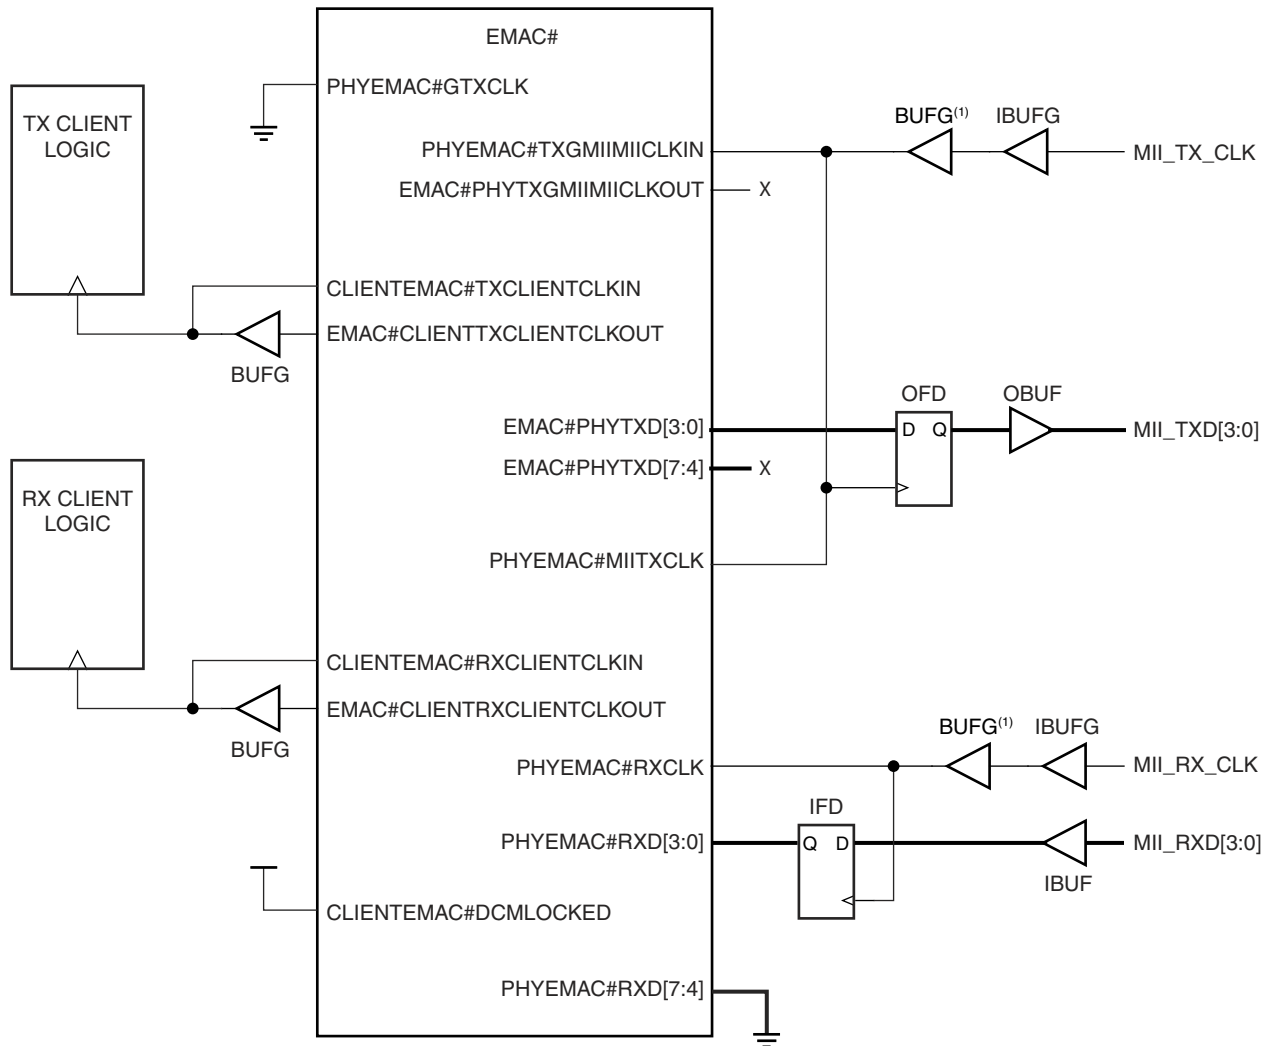 EMAC#
PHYEMAC#GTXCLK
TX CLIENT
LOGIC
BUFG(1)
IBUFG
PHYEMAC#TXGMIIMIICLKIN
MII_TX_CLK
EMAC#PHYTXGMIIMIICLKOUT
X
CLIENTEMAC#TXCLIENTCLKIN
EMAC#CLIENTTXCLIENTCLKOUT
BUFG
OFD
OBUF
EMAC#PHYTXD[3:0]
D Q
MII_TXD[3:0]
EMAC#PHYTXD[7:4]
X
RX CLIENT
LOGIC
PHYEMAC#MIITXCLK
CLIENTEMAC#RXCLIENTCLKIN
EMAC#CLIENTRXCLIENTCLKOUT
BUFG
BUFG(1)
IBUFG
PHYEMAC#RXCLK
MII_RX_CLK
IFD
PHYEMAC#RXD[3:0]
Q D
MII_RXD[3:0]
IBUF
CLIENTEMAC#DCMLOCKED
PHYEMAC#RXD[7:4]